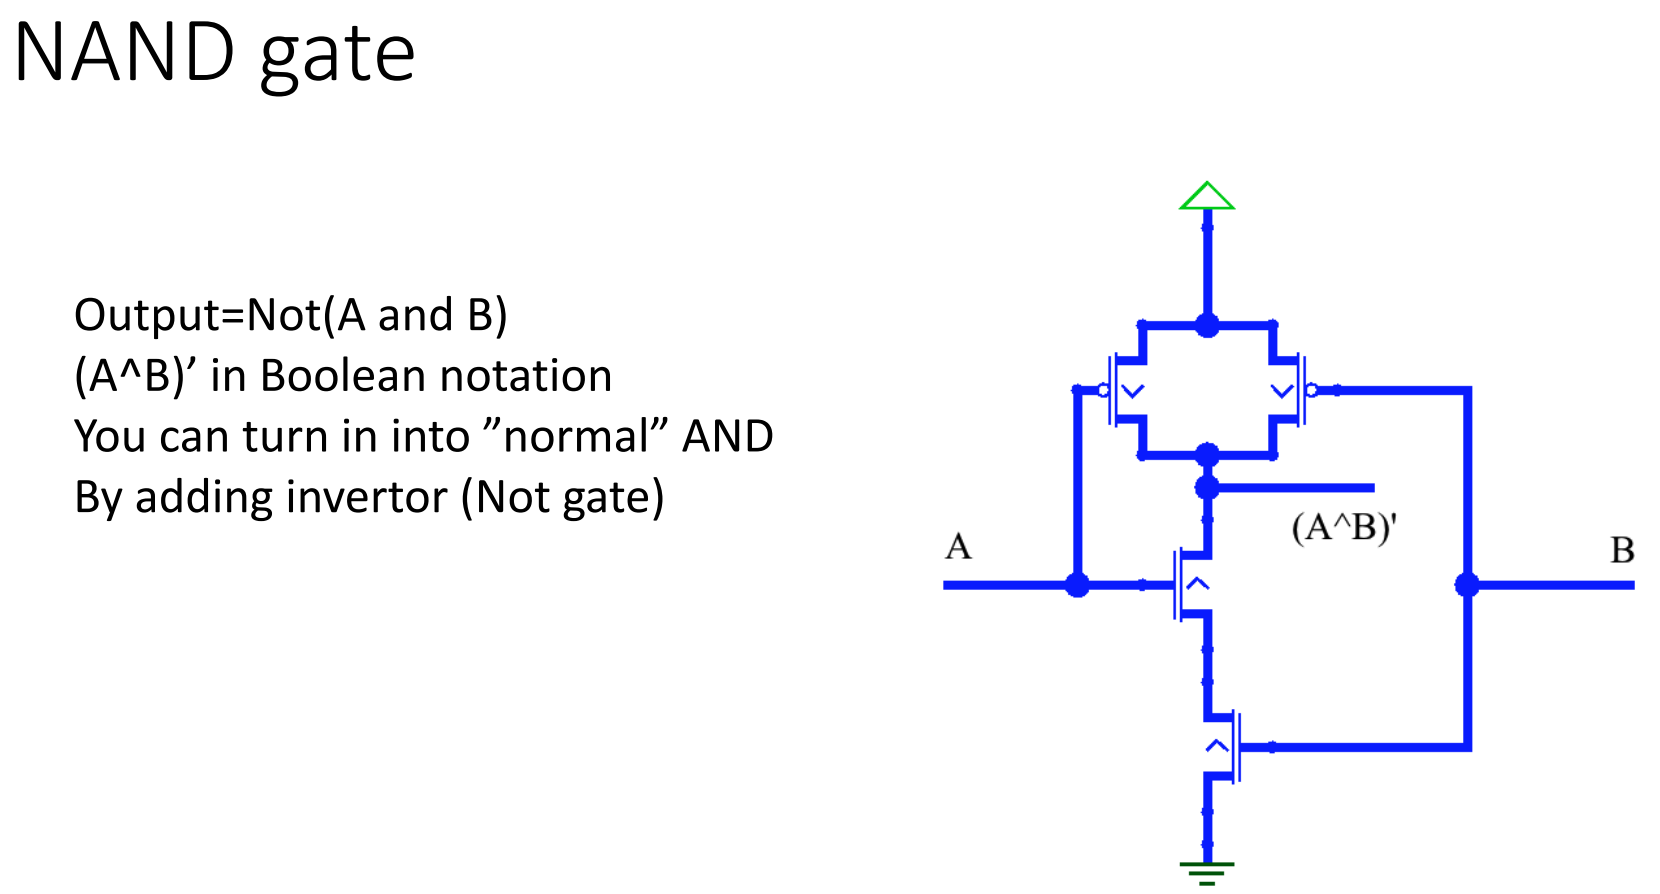 NAND gate
Output=Not(A and B)
(A^B)’ in Boolean notation
You can turn in into ”normal” AND
By adding invertor (Not gate)
(A^B)'
A
B